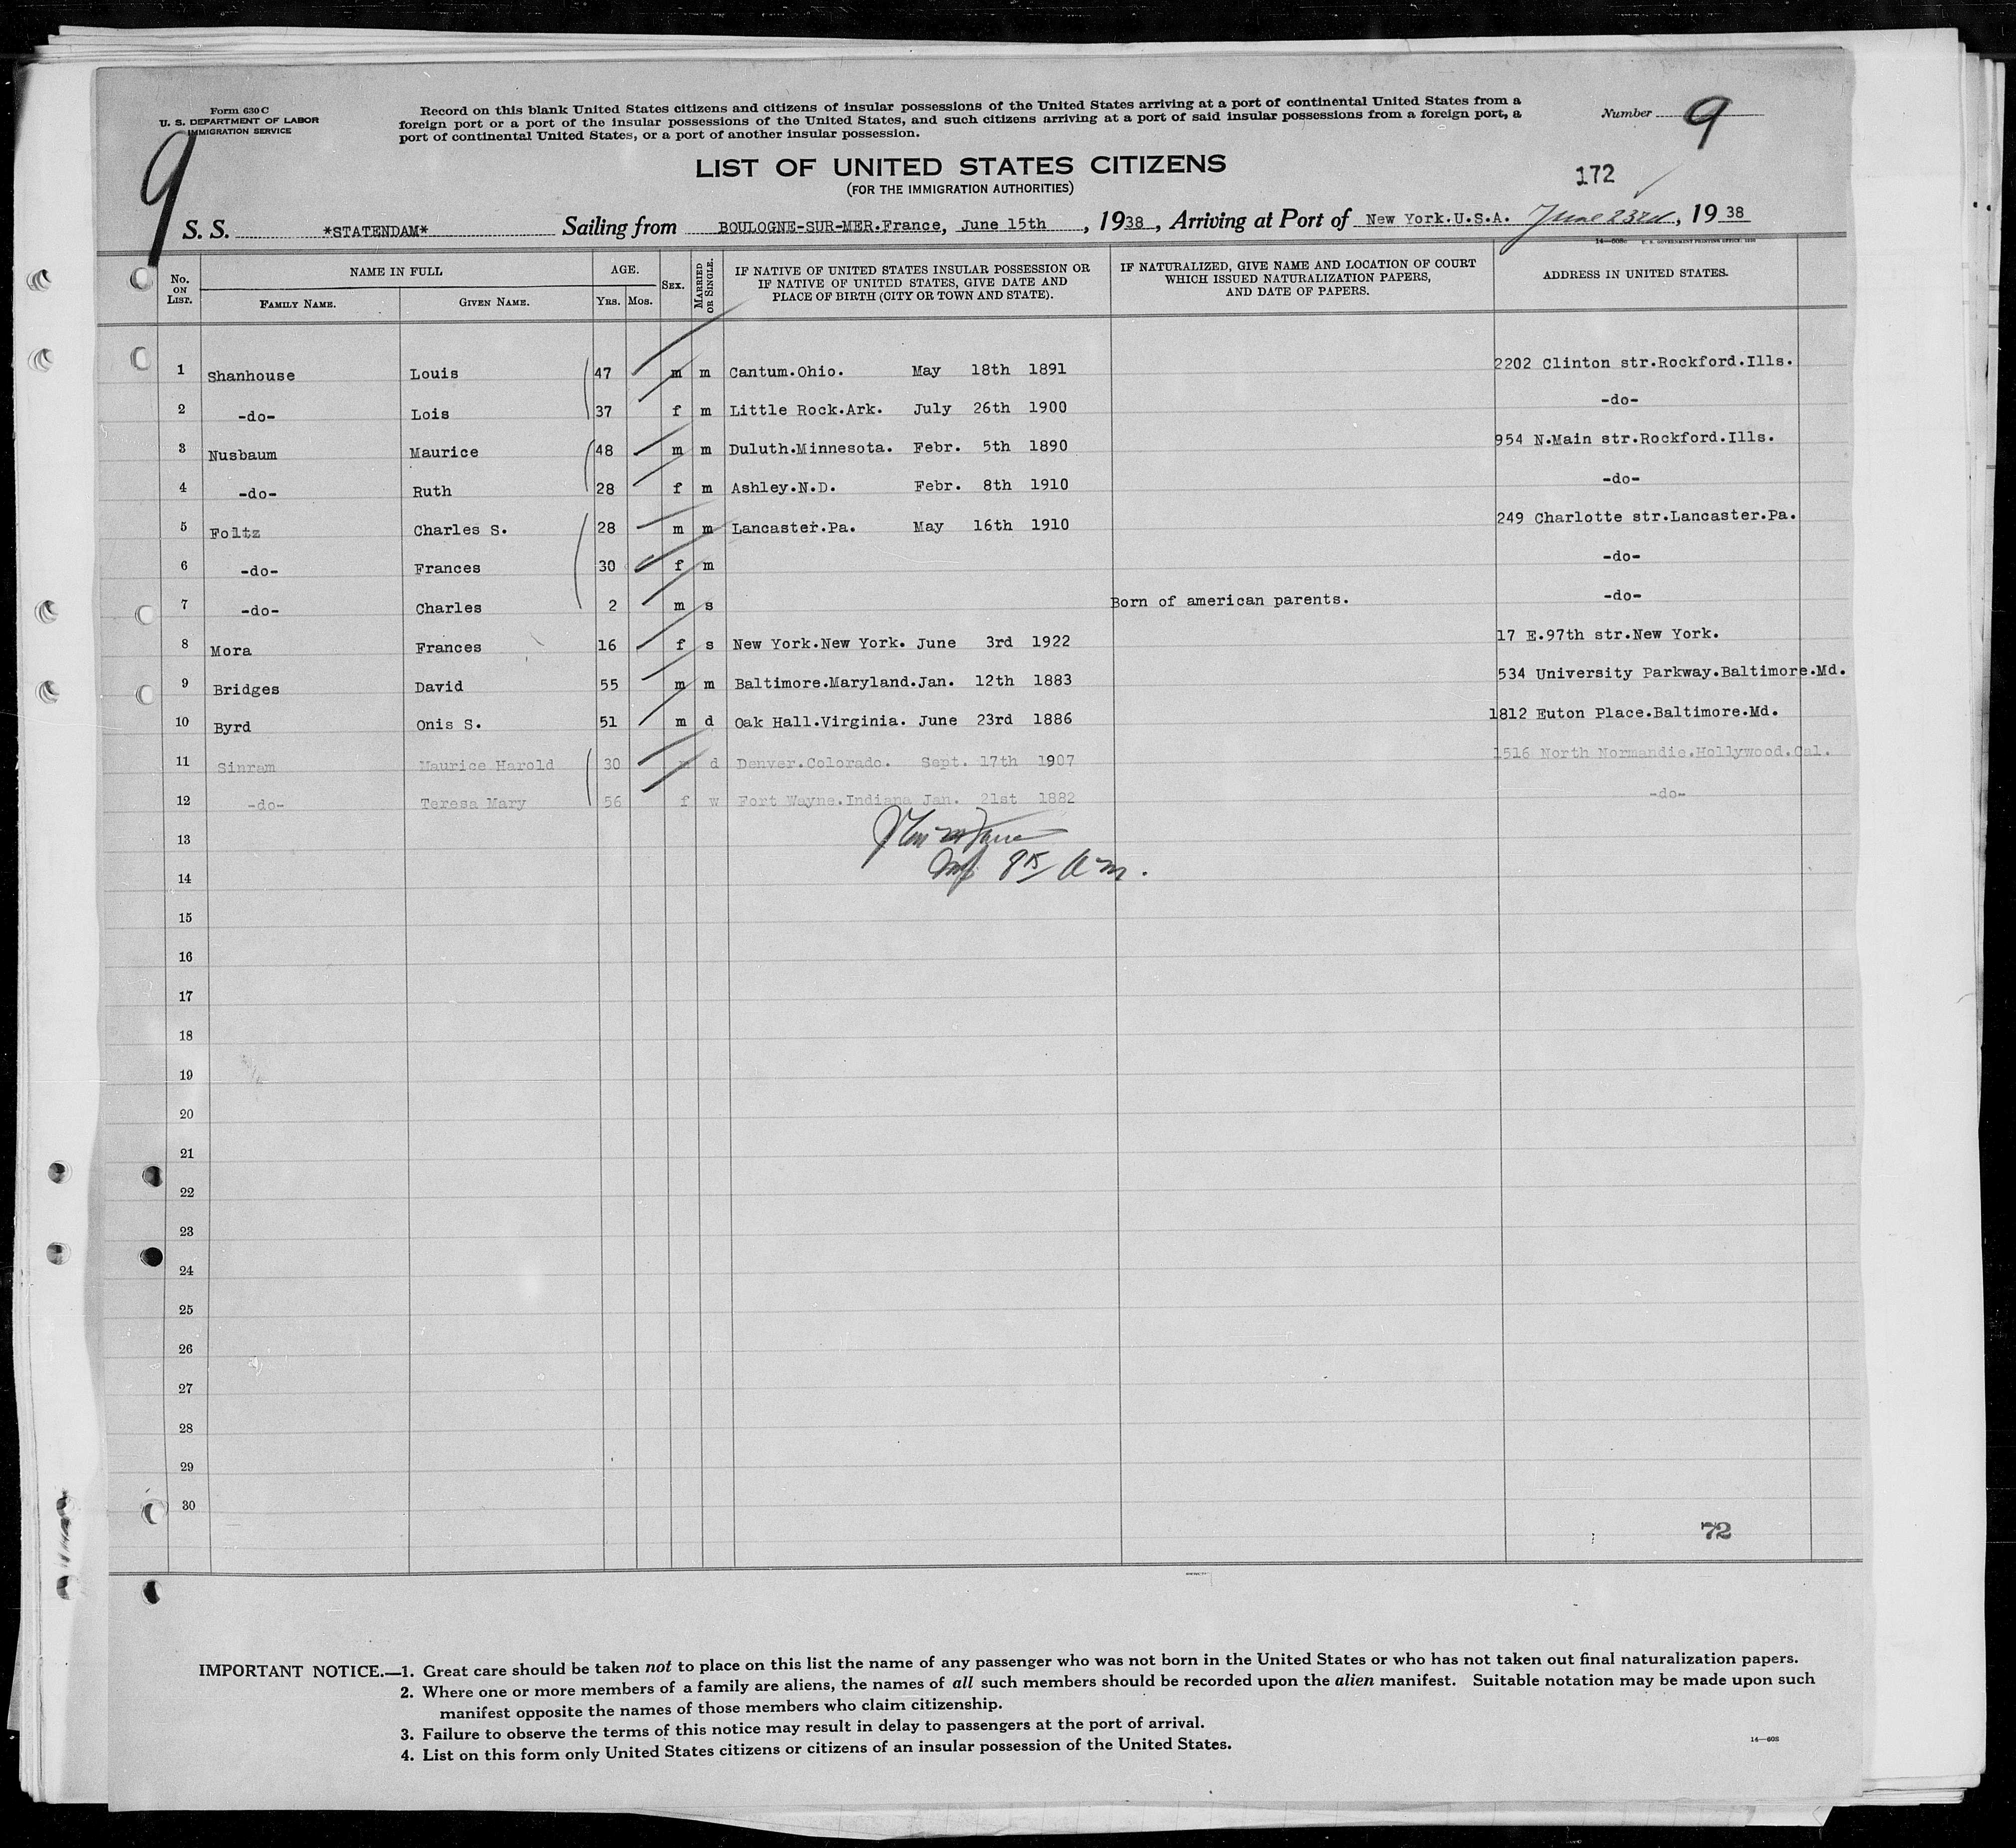 Form 630 C
U. S. DEPARTMENT OF LABOR
IMMIGRATION SERVICE
9
Record on this blank United States citizens and citizens of insular possessions of the United States arriving at a port of continental United States from a
foreign port or a port of the insular possessions of the United States, and such citizens arriving at a port of said insular possessions from a foreign port, a
port of continental United States, or a port of another insular possession.
Number 9
LIST OF UNITED STATES CITIZENS
(FOR THE IMMIGRATION AUTHORITIES)
172
S. S. *STATENDAM* Sailing from BOULOGNE-SUR-MER.France, June 15th, 1938, Arriving at Port of New York.U.S.A. June 23rd, 1938
No. ON LIST. NAME IN FULL FAMILY NAME. GIVEN NAME. AGE. YRS. MOS. SEX. MARRIED OR SINGLE. IF NATIVE OF UNITED STATES INSULAR POSSESSION OR IF NATIVE OF UNITED STATES, GIVE DATE AND PLACE OF BIRTH (CITY OR TOWN AND STATE). IF NATURALIZED, GIVE NAME AND LOCATION OF COURT WHICH ISSUED NATURALIZATION PAPERS, AND DATE OF PAPERS. ADDRESS IN UNITED STATES.
1 Shanhouse Louis 47 m m Cantum.Ohio. May 18th 1891 2202 Clinton str.Rockford.Ills.
2 -do- Lois 37 f m Little Rock.Ark. July 26th 1900 -do-
3 Nusbaum Maurice 48 m m Duluth.Minnesota. Febr. 5th 1890 954 N.Main str.Rockford.Ills.
4 -do- Ruth 28 f m Ashley.N.D. Febr. 8th 1910 -do-
5 Foltz Charles S. 28 m m Lancaster.Pa. May 16th 1910 249 Charlotte str.Lancaster.Pa.
6 -do- Frances 30 f m -do-
7 -do- Charles 2 m s Born of american parents. -do-
8 Mora Frances 16 f s New York.New York. June 3rd 1922 17 E.97th str.New York.
9 Bridges David 55 m m Baltimore.Maryland.Jan. 12th 1883 534 University Parkway.Baltimore.Md.
10 Byrd Onis S. 51 m d Oak Hall.Virginia. June 23rd 1886 1812 Euton Place.Baltimore.Md.
11 Sinram Maurice Harold 30 m d Denver.Colorado. Sept. 17th 1907 1516 North Normandie.Hollywood.Cal.
12 -do- Teresa Mary 56 f w Fort Wayne.Indiana Jan. 21st 1882 -do-
13
14
15
16
17
18
19
20
21
22
23
24
25
26
27
28
29
30
72
IMPORTANT NOTICE.—1. Great care should be taken not to place on this list the name of any passenger who was not born in the United States or who has not taken out final naturalization papers.
2. Where one or more members of a family are aliens, the names of all such members should be recorded upon the alien manifest. Suitable notation may be made upon such
manifest opposite the names of those members who claim citizenship.
3. Failure to observe the terms of this notice may result in delay to passengers at the port of arrival.
4. List on this form only United States citizens or citizens of an insular possession of the United States.
14—608